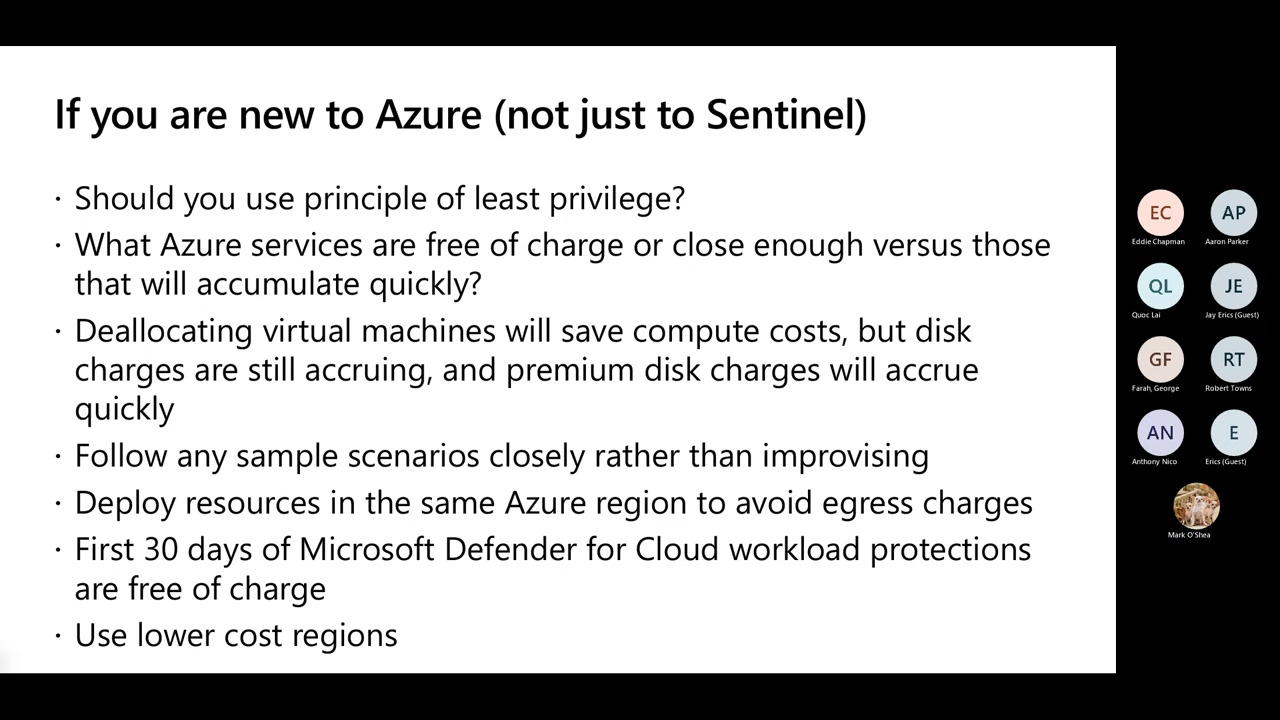 If you are new to Azure (not just to Sentinel)
· Should you use principle of least privilege?
· What Azure services are free of charge or close enough versus those
that will accumulate quickly?
· Deallocating virtual machines will save compute costs, but disk
charges are still accruing, and premium disk charges will accrue
quickly
· Follow any sample scenarios closely rather than improvising
· Deploy resources in the same Azure region to avoid egress charges
· First 30 days of Microsoft Defender for Cloud workload protections
are free of charge
· Use lower cost regions
EC AP
Eddie Chapman Aaron Parker
QL JE
Quoc Lai Jay Erics (Guest)
GF RT
Farah, George Robert Towns
AN E
Anthony Nico Erics (Guest)
Mark O'Shea